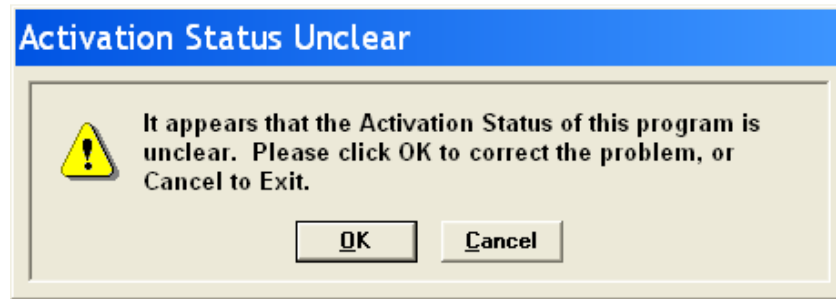 Activation Status Unclear
It appears that the Activation Status of this program is
unclear.  Please click OK to correct the problem, or
Cancel to Exit.
OK
Cancel